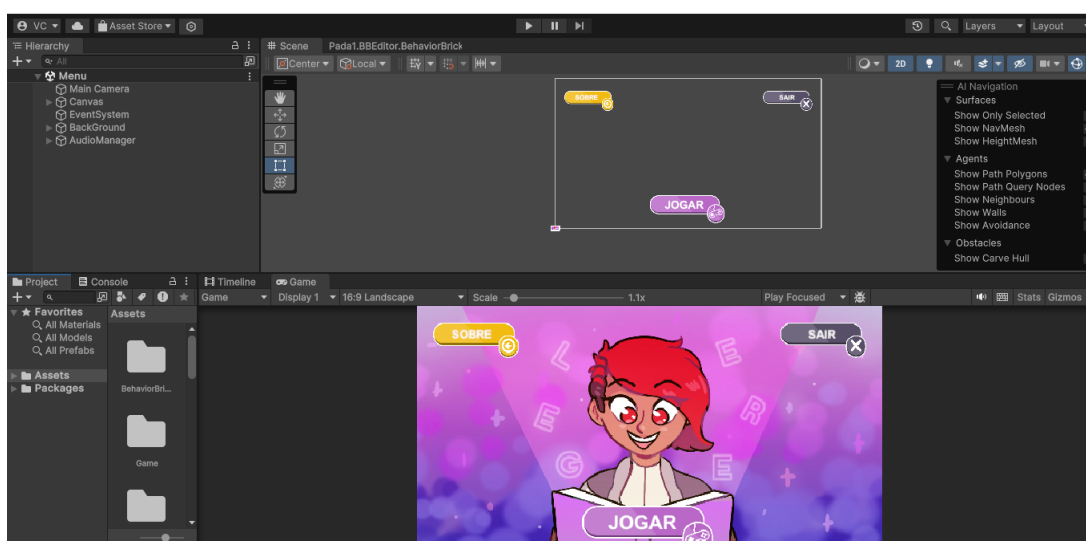 VC Asset Store Layers Layout
Hierarchy # Scene Pada1.BBEditor.BehaviorBrick
All Center Local 2D
Menu
Main Camera
Canvas
EventSystem
BackGround
AudioManager
SOBRE SAIR
JOGAR
AI Navigation
Surfaces
Show Only Selected
Show NavMesh
Show HeightMesh
Agents
Show Path Polygons
Show Path Query Nodes
Show Neighbours
Show Walls
Show Avoidance
Obstacles
Show Carve Hull
Project Console Timeline Game
Game Display 1 16:9 Landscape Scale 1.1x Play Focused Stats Gizmos
Favorites
All Materials
All Models
All Prefabs
Assets
Packages
Assets
BehaviorBri...
Game
SOBRE SAIR
L E
E R
G E
JOGAR